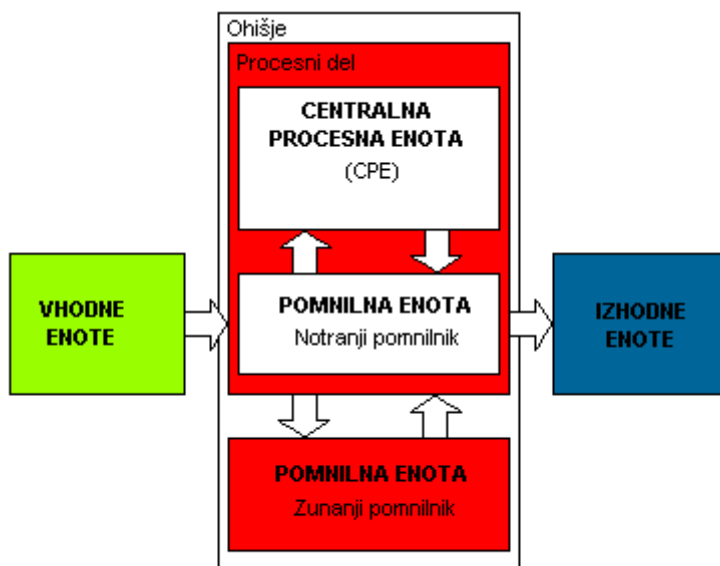 Ohišje
Procesni del
CENTRALNA
PROCESNA ENOTA
(CPE)
VHODNE
ENOTE
POMNILNA ENOTA
Notranji pomnilnik
IZHODNE
ENOTE
POMNILNA ENOTA
Zunanji pomnilnik